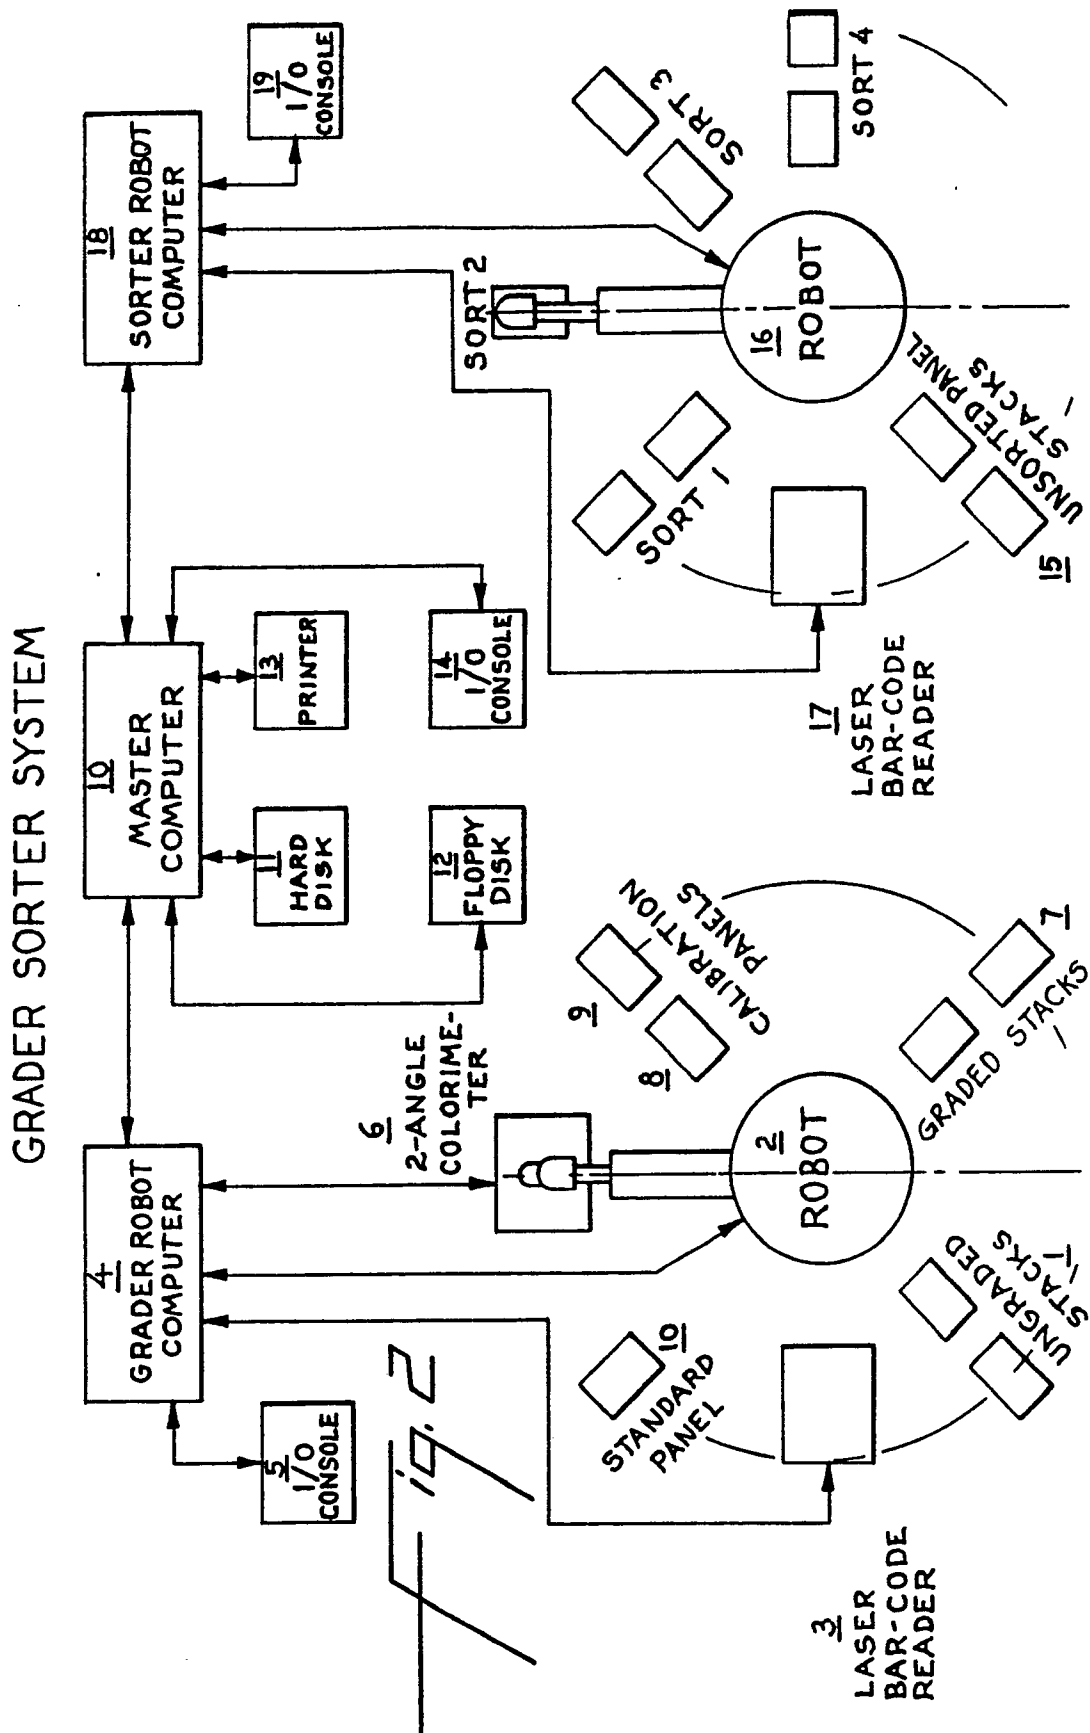 GRADER SORTER SYSTEM
4
GRADER ROBOT
COMPUTER
10
MASTER
COMPUTER
18
SORTER ROBOT
COMPUTER
5
I/O
CONSOLE
11
HARD
DISK
13
PRINTER
19
I/O
CONSOLE
12
FLOPPY
DISK
14
I/O
CONSOLE
Fig. 2
6
2-ANGLE
COLORIME-
TER
SORT 2
10
STANDARD
PANEL
9
8
CALIBRATION
PANELS
SORT 1
SORT 3
3
LASER
BAR-CODE
READER
2
ROBOT
17
LASER
BAR-CODE
READER
16
ROBOT
SORT 4
UNGRADED
STACKS
1
GRADED STACKS
7
15
UNSORTED PANEL
STACKS